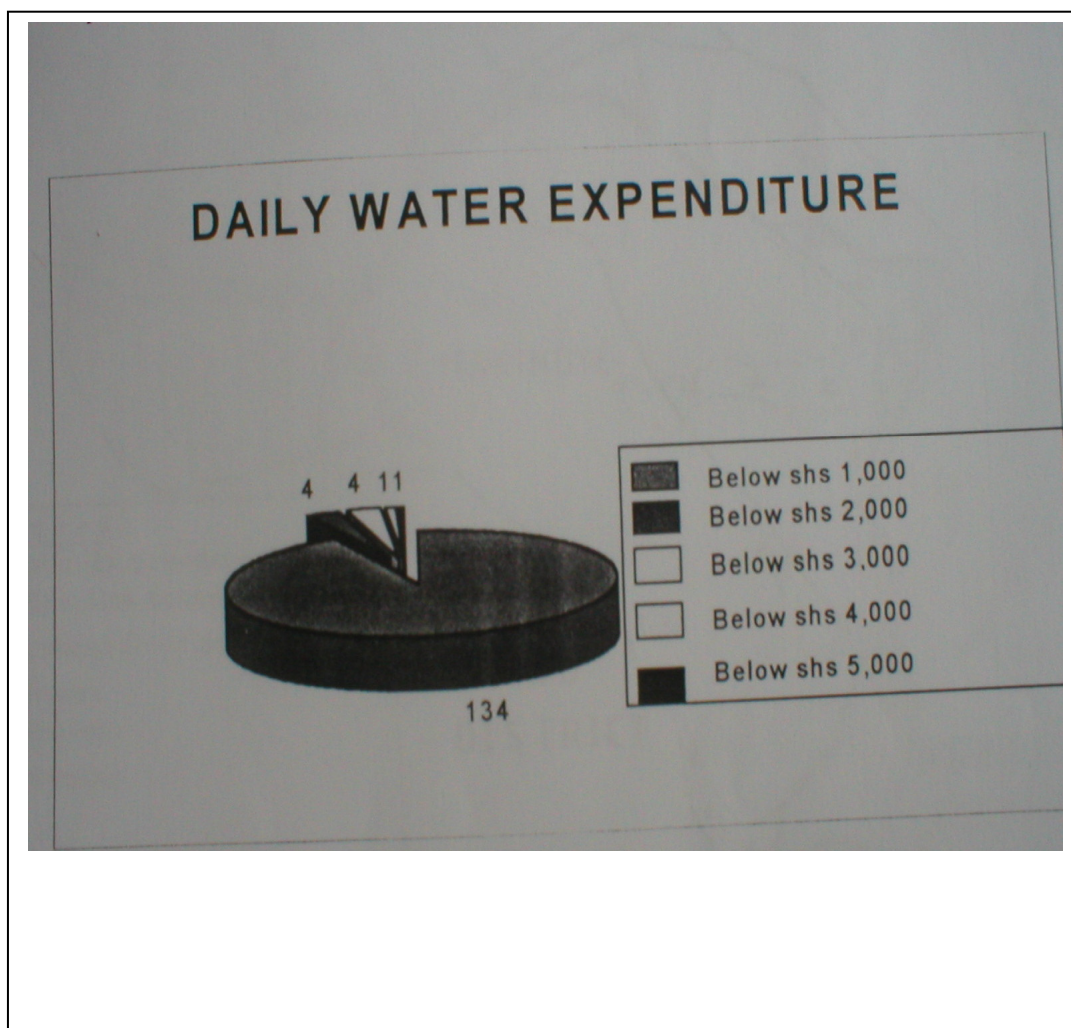 DAILY WATER EXPENDITURE
4 4 11
Below shs 1,000
Below shs 2,000
Below shs 3,000
Below shs 4,000
Below shs 5,000
134